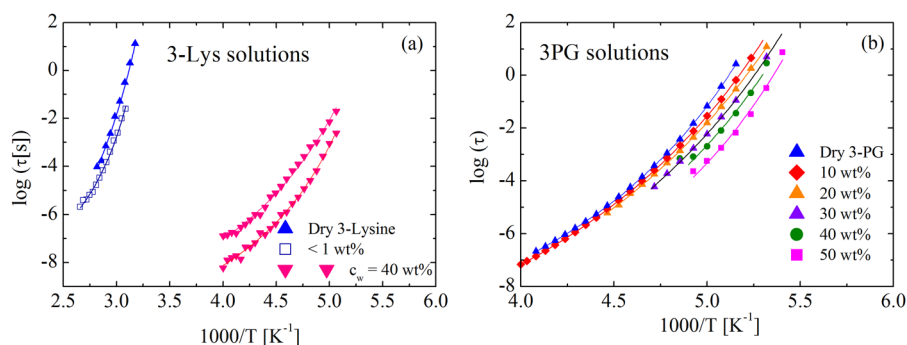 (a)
3-Lys solutions
log (τ[s])
2
0
-2
-4
-6
-8
Dry 3-Lysine
< 1 wt%
c_w = 40 wt%
2.5 3.0 3.5 4.0 4.5 5.0 5.5 6.0
1000/T [K⁻¹]
(b)
3PG solutions
log (τ)
2
0
-2
-4
-6
-8
Dry 3-PG
10 wt%
20 wt%
30 wt%
40 wt%
50 wt%
4.0 4.5 5.0 5.5 6.0
1000/T [K⁻¹]